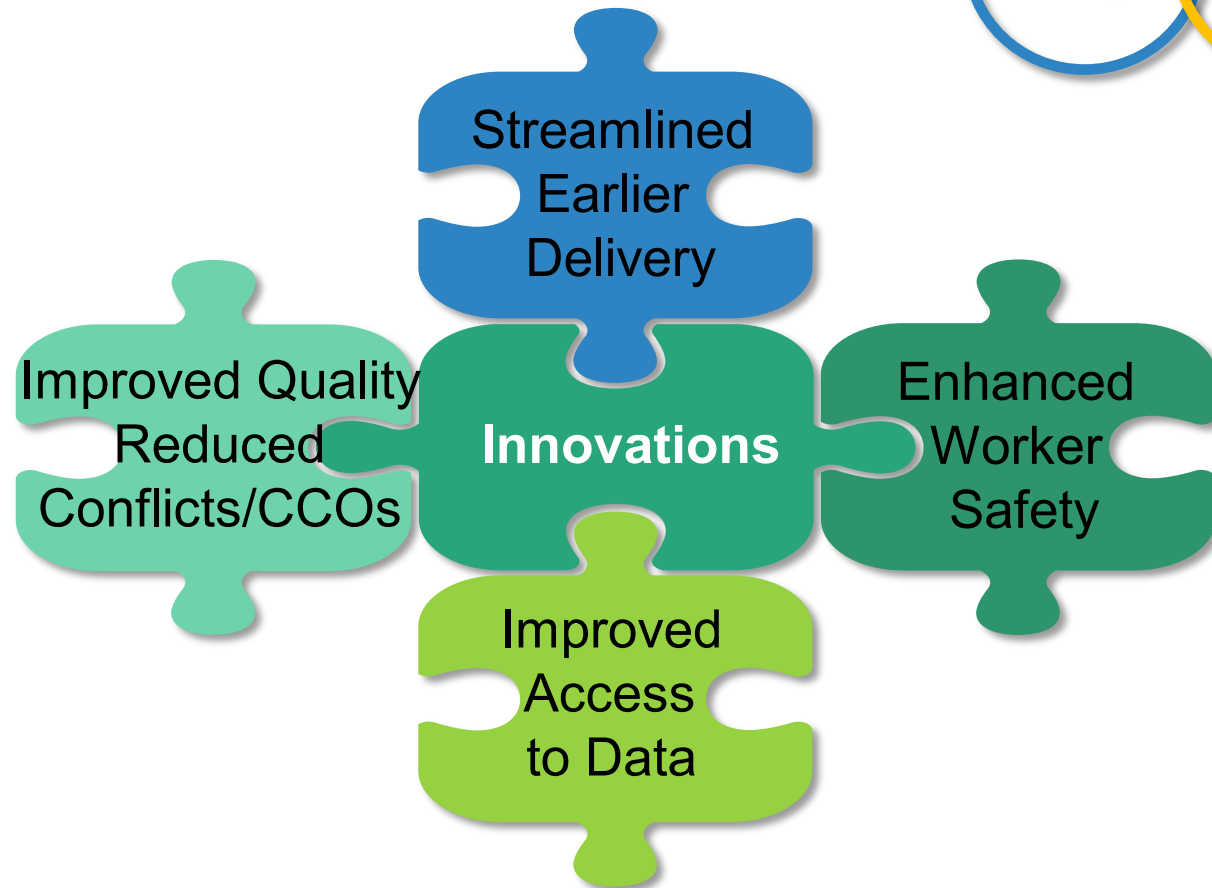 Streamlined
Earlier
Delivery
Improved Quality
Reduced
Conflicts/CCOs
Innovations
Enhanced
Worker
Safety
Improved
Access
to Data